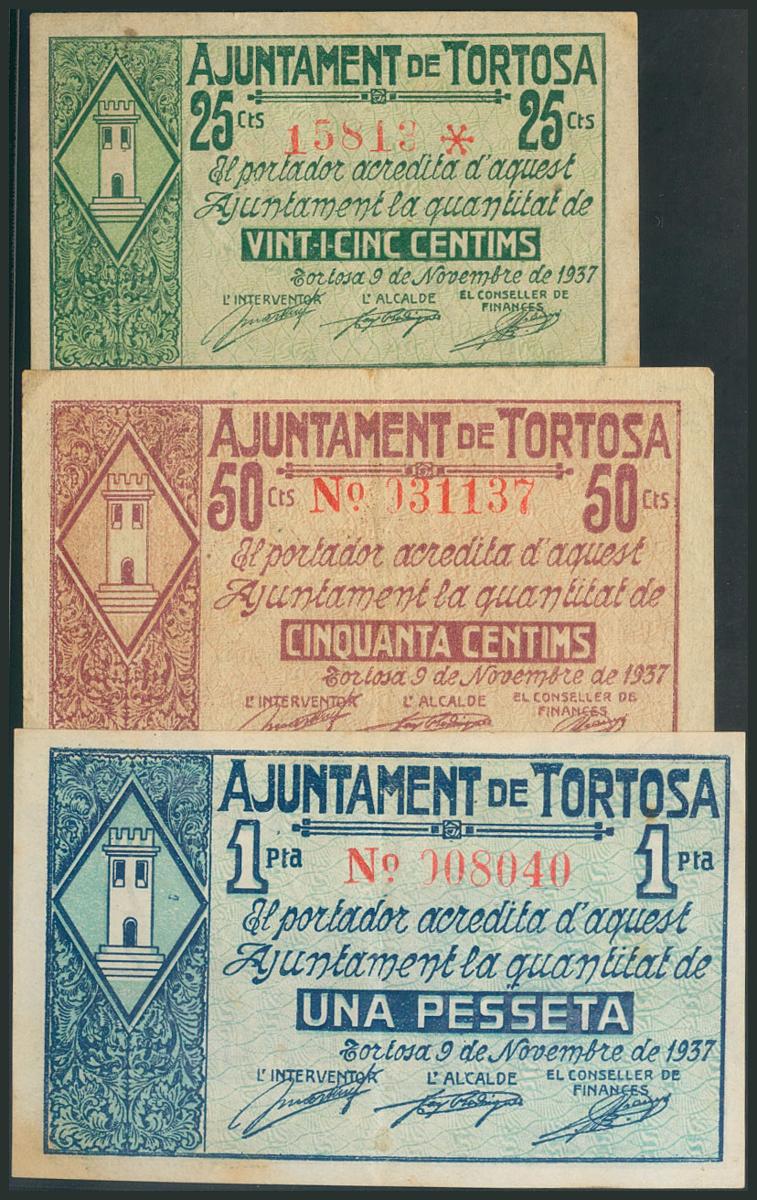 AJUNTAMENT DE TORTOSA
25 Cts 25 Cts
15813 *
El portador acredita d'aquest
Ajuntament la quantitat de
VINT-I-CINC CENTIMS
Tortosa 9 de Novembre de 1937
L'INTERVENTOR L'ALCALDE EL CONSELLER DE
FINANCES
AJUNTAMENT DE TORTOSA
50 Cts Nº 031137 50 Cts
El portador acredita d'aquest
Ajuntament la quantitat de
CINQUANTA CENTIMS
Tortosa 9 de Novembre de 1937
L'INTERVENTOR L'ALCALDE EL CONSELLER DE
FINANCES
AJUNTAMENT DE TORTOSA
1 Pta Nº 008040 1 Pta
El portador acredita d'aquest
Ajuntament la quantitat de
UNA PESSETA
Tortosa 9 de Novembre de 1937
L'INTERVENTOR L'ALCALDE EL CONSELLER DE
FINANCES